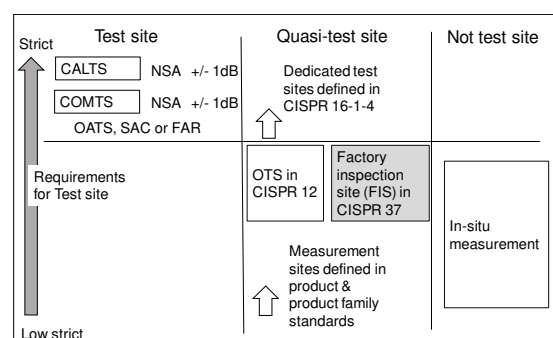 Test site
Quasi-test site
Not test site
Strict
CALTS NSA +/- 1dB
COMTS NSA +/- 1dB
OATS, SAC or FAR
Dedicated test
sites defined in
CISPR 16-1-4
Requirements
for Test site
OTS in
CISPR 12
Factory
inspection
site (FIS) in
CISPR 37
In-situ
measurement
Measurement
sites defined in
product &
product family
standards
Low strict